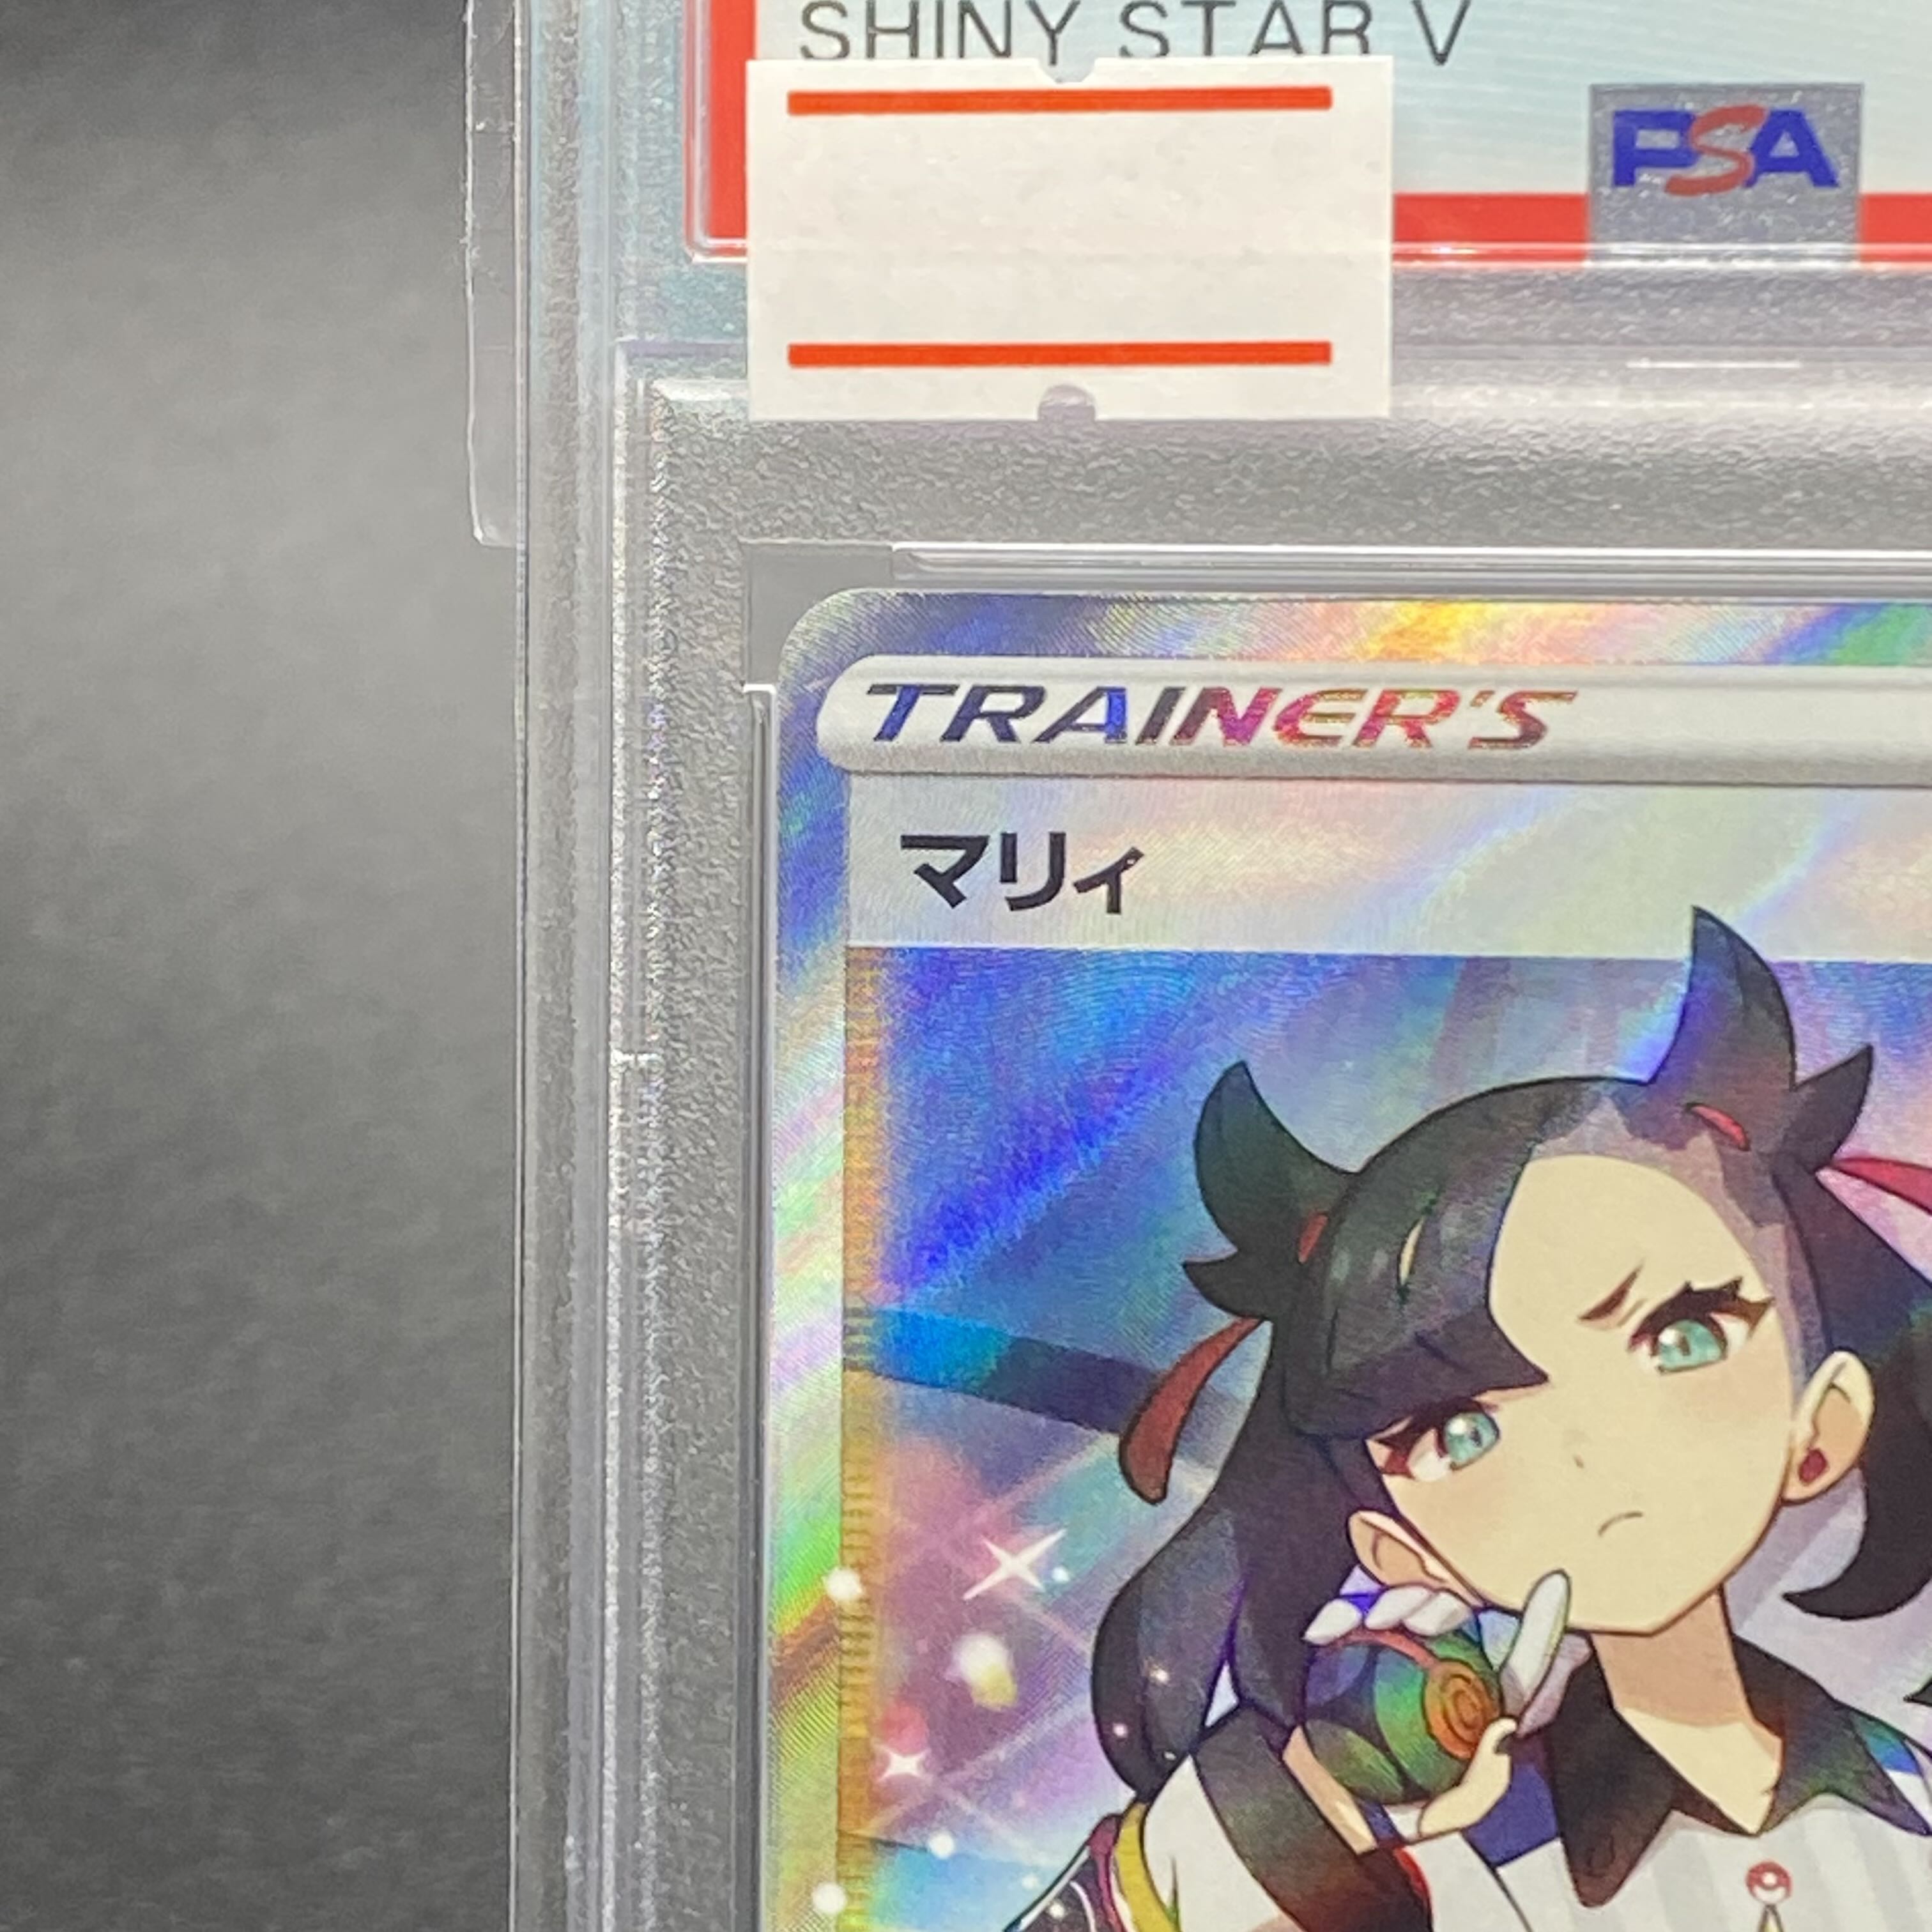 SHINY STAR V
PSA
TRAINER'S
マリィ